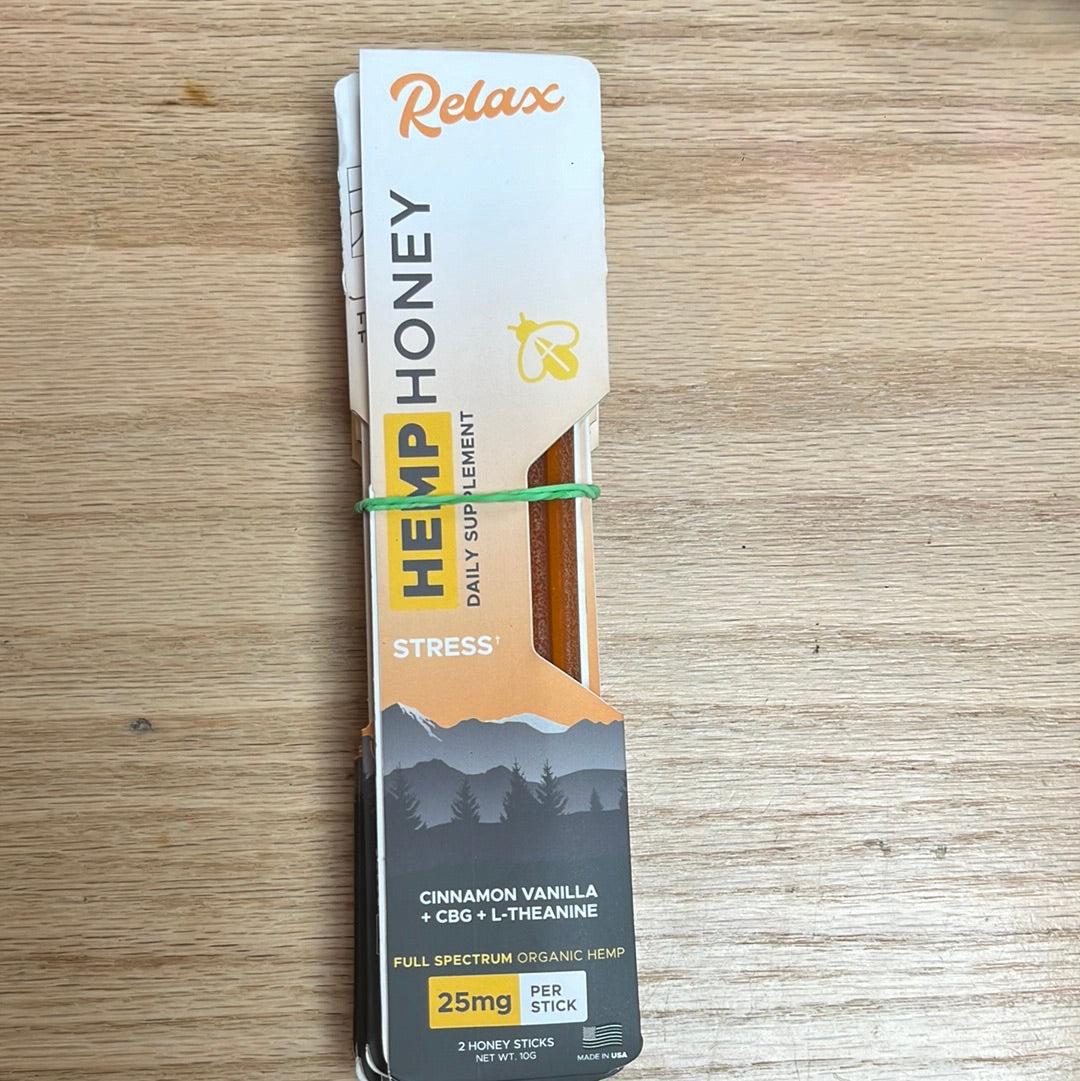 Relax
HEMP HONEY
DAILY SUPPLEMENT
STRESS†
CINNAMON VANILLA
+ CBG + L-THEANINE
FULL SPECTRUM ORGANIC HEMP
25mg PER
STICK
2 HONEY STICKS
NET WT. 10G
MADE IN USA